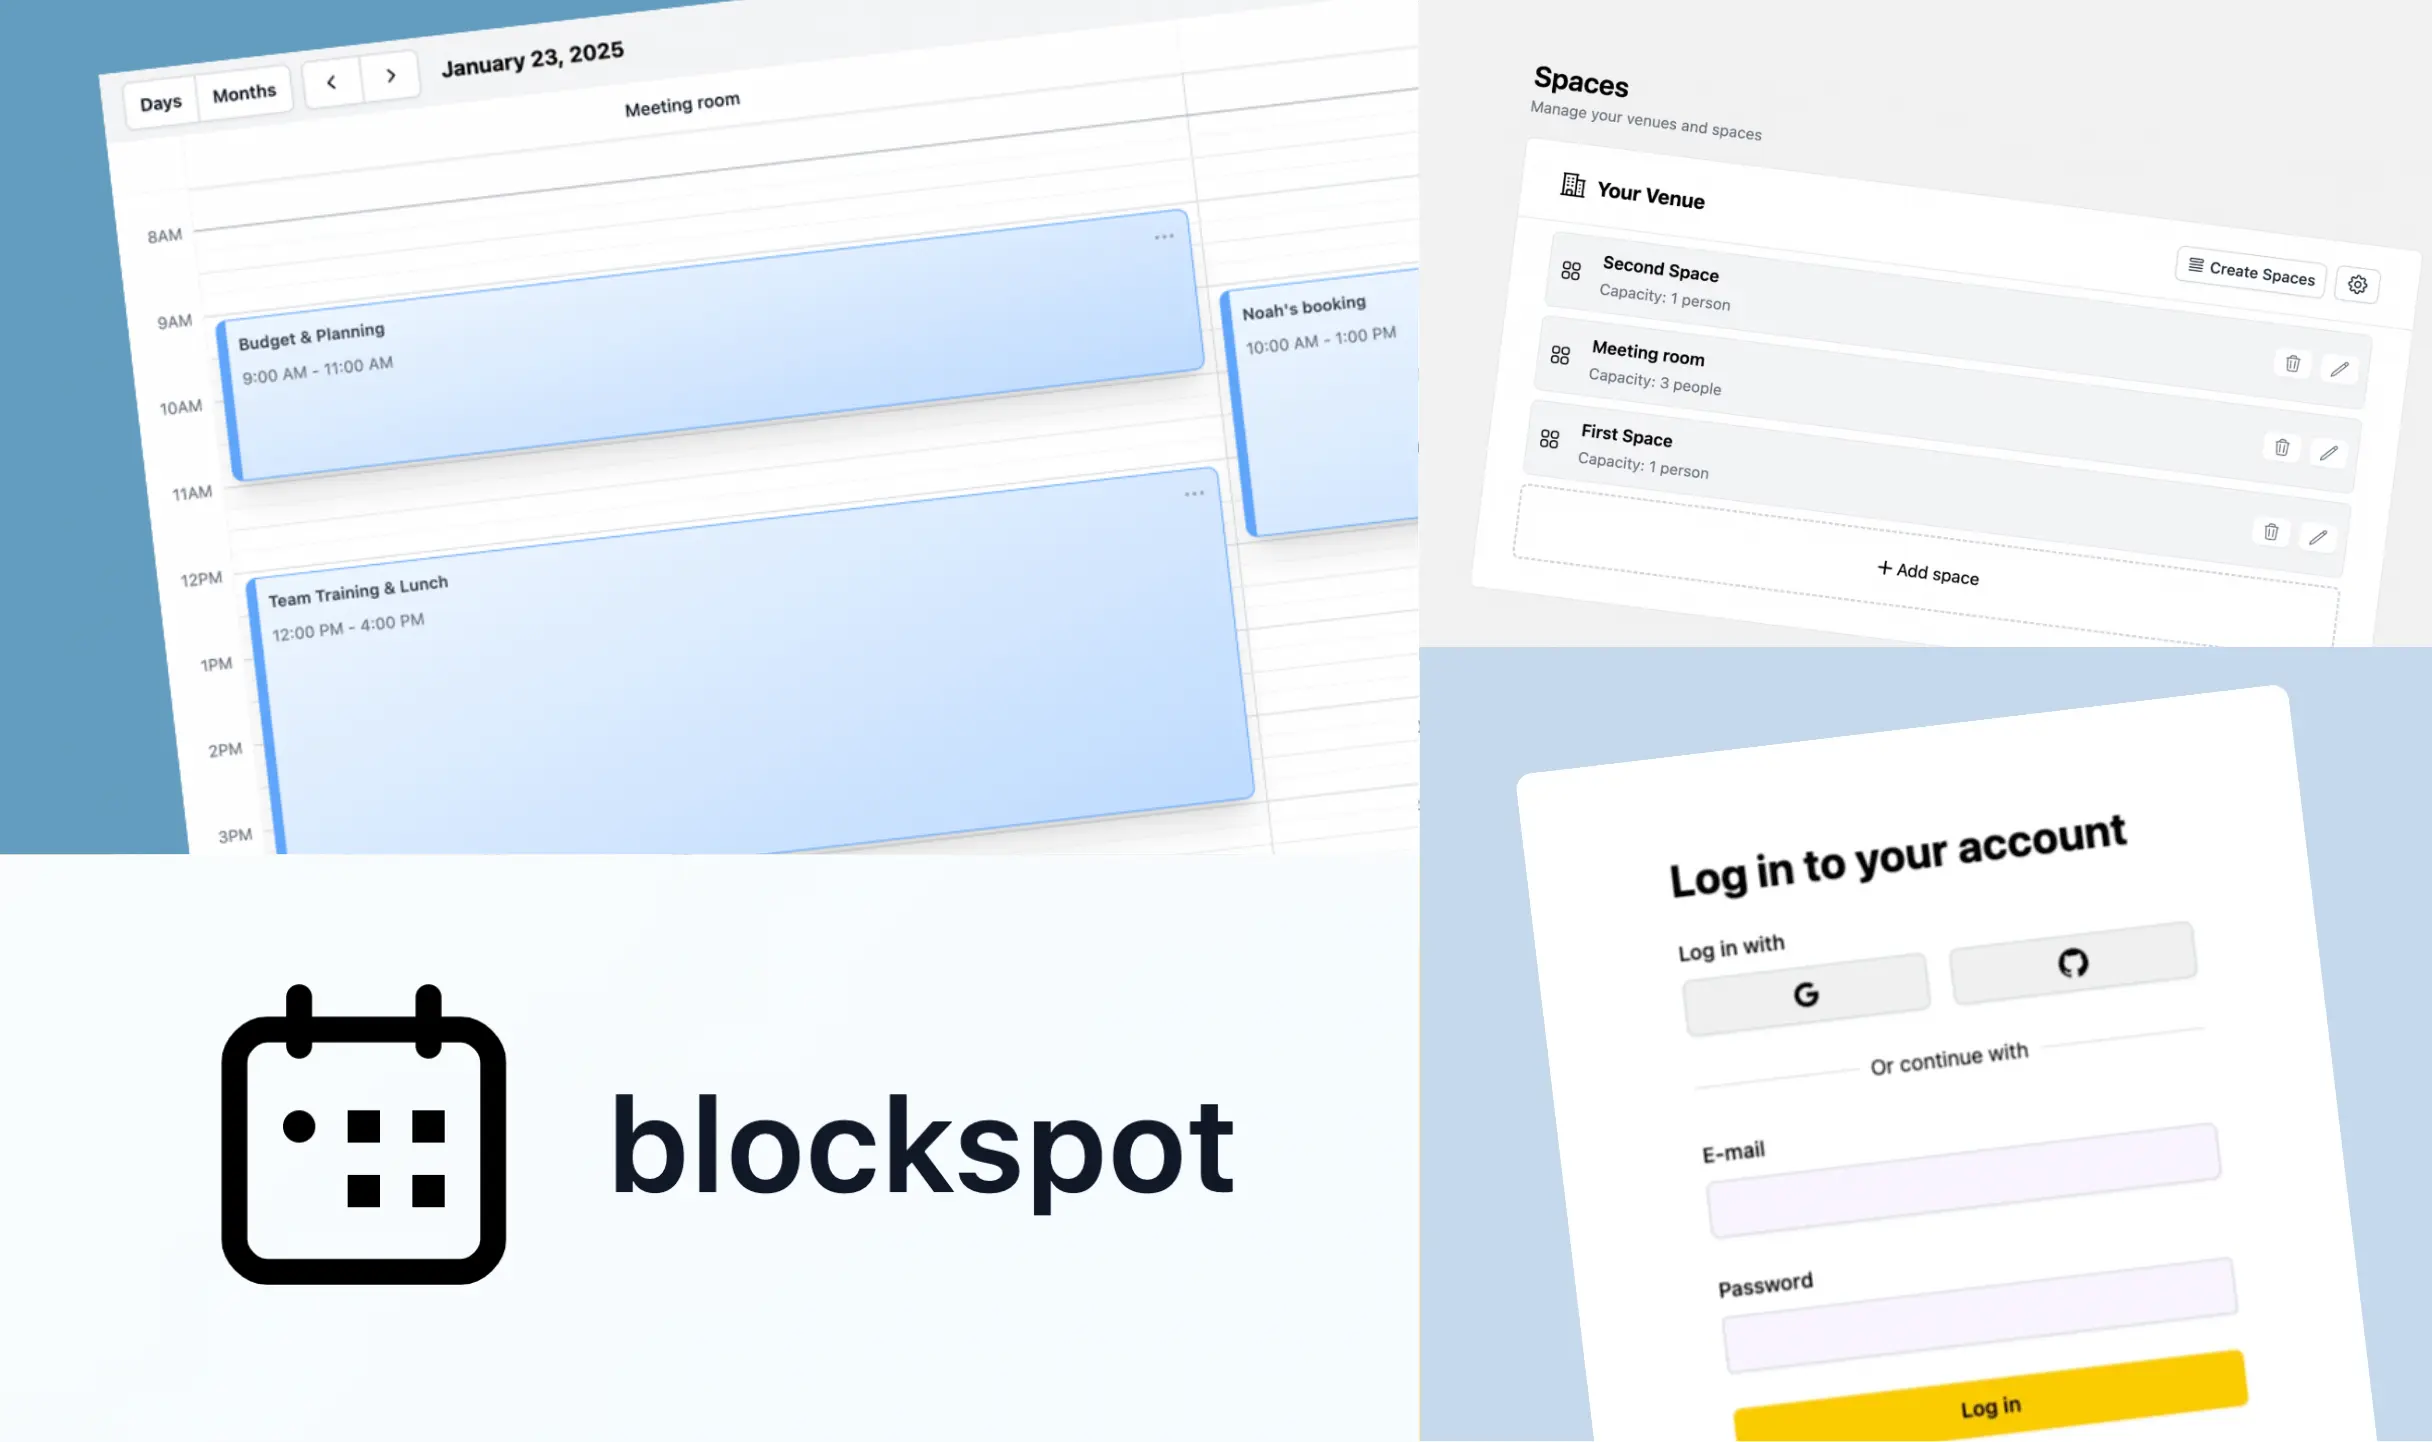 Days
Months
January 23, 2025
Meeting room
8AM
9AM
10AM
11AM
12PM
1PM
2PM
3PM
Budget & Planning
9:00 AM - 11:00 AM
Noah's booking
10:00 AM - 1:00 PM
Team Training & Lunch
12:00 PM - 4:00 PM
Spaces
Manage your venues and spaces
Your Venue
Create Spaces
Second Space
Capacity: 1 person
Meeting room
Capacity: 3 people
First Space
Capacity: 1 person
+ Add space
blockspot
Log in to your account
Log in with
G
Or continue with
E-mail
Password
Log in